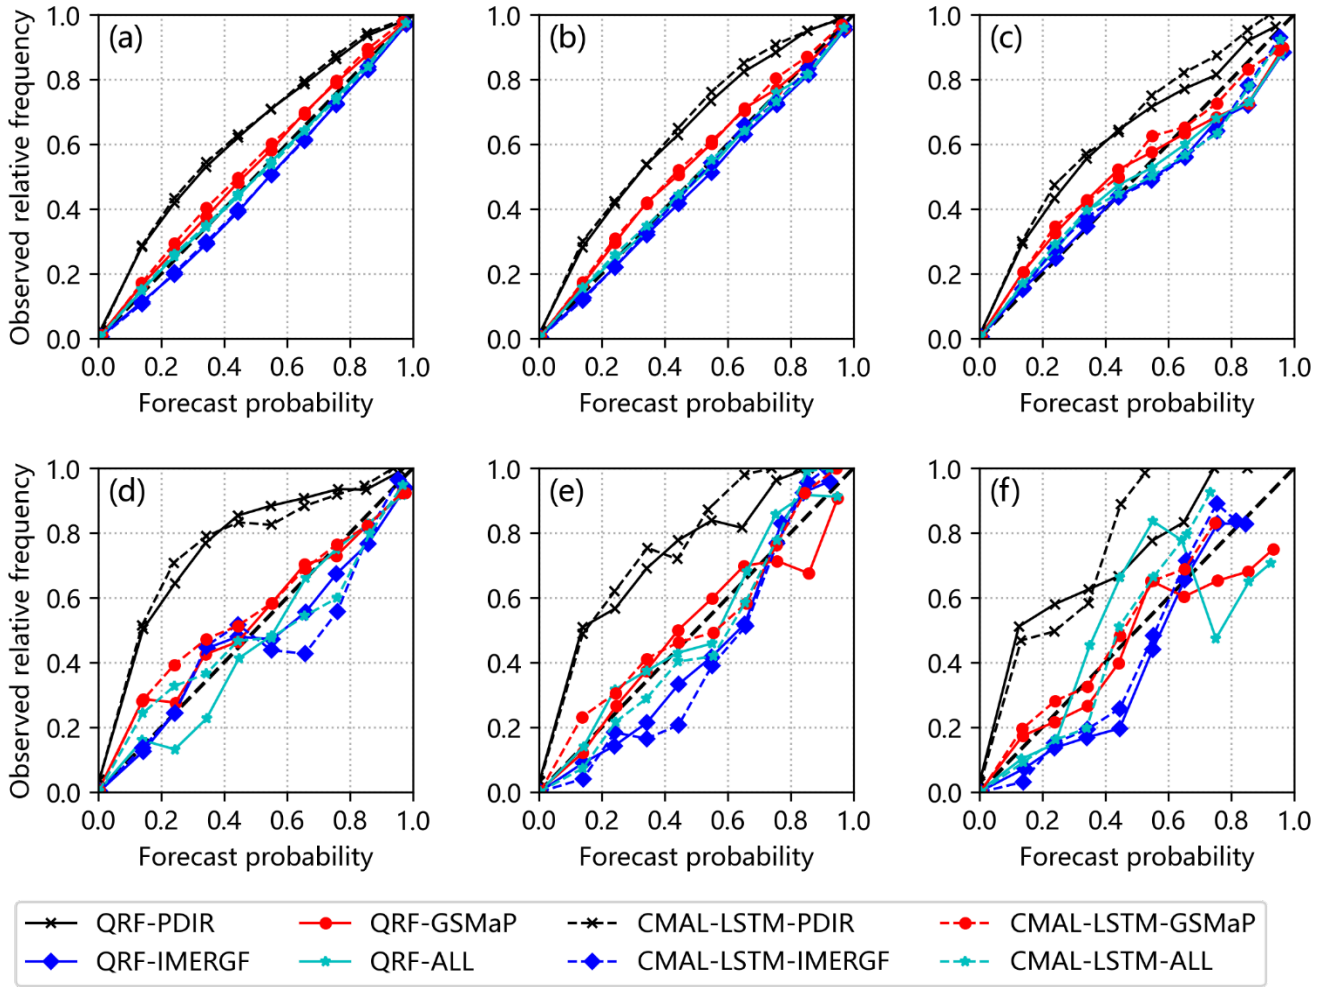 (a) (b) (c)
1.0 1.0 1.0
0.8 0.8 0.8
0.6 0.6 0.6
0.4 0.4 0.4
0.2 0.2 0.2
0.0 0.0 0.0
Observed relative frequency
0.0 0.2 0.4 0.6 0.8 1.0 0.0 0.2 0.4 0.6 0.8 1.0 0.0 0.2 0.4 0.6 0.8 1.0
Forecast probability Forecast probability Forecast probability
(d) (e) (f)
1.0 1.0 1.0
0.8 0.8 0.8
0.6 0.6 0.6
0.4 0.4 0.4
0.2 0.2 0.2
0.0 0.0 0.0
Observed relative frequency
0.0 0.2 0.4 0.6 0.8 1.0 0.0 0.2 0.4 0.6 0.8 1.0 0.0 0.2 0.4 0.6 0.8 1.0
Forecast probability Forecast probability Forecast probability
QRF-PDIR QRF-GSMaP CMAL-LSTM-PDIR CMAL-LSTM-GSMaP
QRF-IMERGF QRF-ALL CMAL-LSTM-IMERGF CMAL-LSTM-ALL